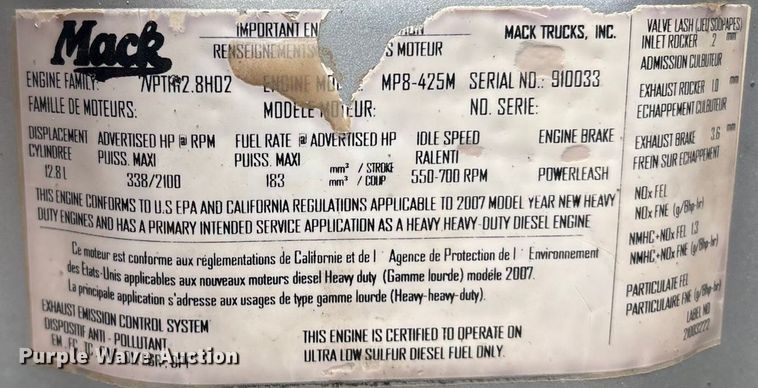 Mack
IMPORTANT EN
MACK TRUCKS, INC.
RENSEIGNEMENTS MOTEUR
ENGINE FAMILY: 2.8H02 ENGINE MP8-425M SERIAL NO.: 910033
FAMILLE DE MOTEURS: MODÈLE MOTEUR: NO. SERIE:
DISPLACEMENT ADVERTISED HP @ RPM FUEL RATE @ ADVERTISED HP IDLE SPEED ENGINE BRAKE
CYLINDREE PUISS. MAXI PUISS. MAXI RALENTI
12.8 L 338/2100 183 mm³ / STROKE mm³ / COUP 550-700 RPM POWERLEASH
THIS ENGINE CONFORMS TO U.S EPA AND CALIFORNIA REGULATIONS APPLICABLE TO 2007 MODEL YEAR NEW HEAVY
DUTY ENGINES AND HAS A PRIMARY INTENDED SERVICE APPLICATION AS A HEAVY HEAVY-DUTY DIESEL ENGINE
Ce moteur est conforme aux réglementations de Californie et de l' Agence de Protection de l' Environnement
des Etats-Unis applicables aux nouveaux moteurs diesel Heavy duty (Gamme lourde) modéle 2007.
La principale application s'adresse aux usages de type gamme lourde (Heavy-heavy-duty).
EXHAUST EMISSION CONTROL SYSTEM
DISPOSITIF ANTI - POLLUTANT
THIS ENGINE IS CERTIFIED TO OPERATE ON
ULTRA LOW SULFUR DIESEL FUEL ONLY.
VALVE LASH
INLET ROCKER .2 mm
ADMISSION CULBUTEUR
EXHAUST ROCKER 1.0 mm
ECHAPPEMENT CULBUTEUR
EXHAUST BRAKE 3.6 mm
FREIN SUR ECHAPPEMENT
NOx FEL
NOx FNE (g/Bhp-hr)
NMHC+NOx FEL 1.3
NMHC+NOx FNE (g/Bhp-hr)
PARTICULATE FEL
PARTICULAIRE FNE (g/Bhp-hr)
LABEL NO
21003222
Purple Wave Auction